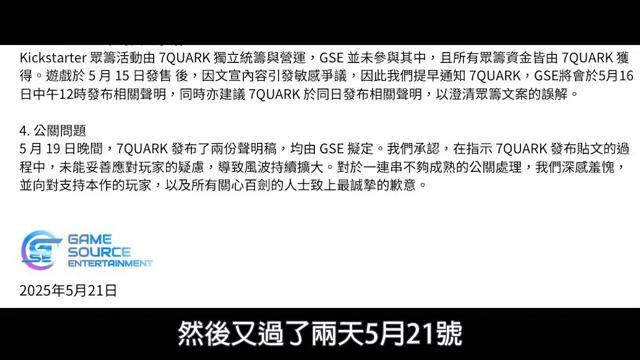 Kickstarter 眾籌活動由 7QUARK 獨立統籌與營運，GSE 並未參與其中，且所有眾籌資金皆由 7QUARK 獲
得。遊戲於 5 月 15 日發售 後，因文宣內容引發敏感爭議，因此我們提早通知 7QUARK，GSE將會於5月16
日中午12時發布相關聲明，同時亦建議 7QUARK 於同日發布相關聲明，以澄清眾籌文案的誤解。
4. 公關問題
5 月 19 日晚間，7QUARK 發布了兩份聲明稿，均由 GSE 擬定。我們承認，在指示 7QUARK 發布貼文的過
程中，未能妥善應對玩家的疑慮，導致風波持續擴大。對於一連串不夠成熟的公關處理，我們深感羞愧，
並向對支持本作的玩家，以及所有關心百劍的人士致上最誠摯的歉意。
GAME
SOURCE
ENTERTAINMENT
2025年5月21日
然後又過了兩天5月21號